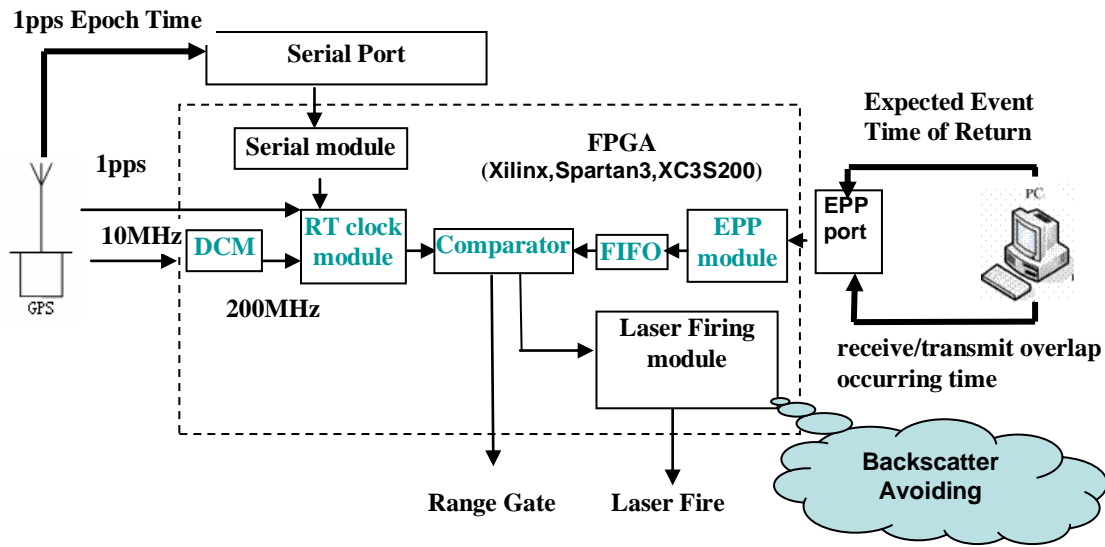 1pps Epoch Time
Serial Port
Expected Event
Time of Return
Serial module
FPGA
(Xilinx,Spartan3,XC3S200)
1pps
PC
10MHz
DCM
RT clock
module
Comparator
FIFO
EPP
module
EPP
port
GPS
200MHz
Laser Firing
module
receive/transmit overlap
occurring time
Backscatter
Avoiding
Range Gate
Laser Fire